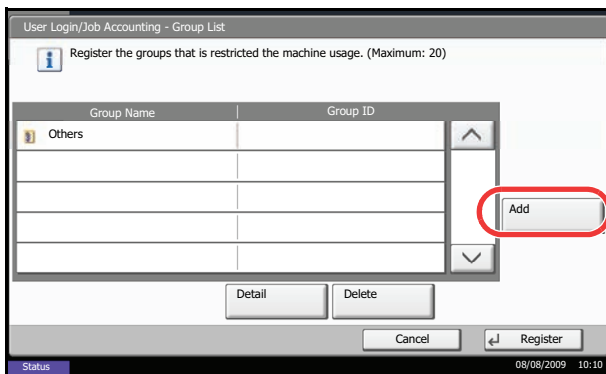 User Login/Job Accounting - Group List
Register the groups that is restricted the machine usage. (Maximum: 20)
Group Name Group ID
Others
Add
Detail Delete
Cancel Register
Status 08/08/2009 10:10